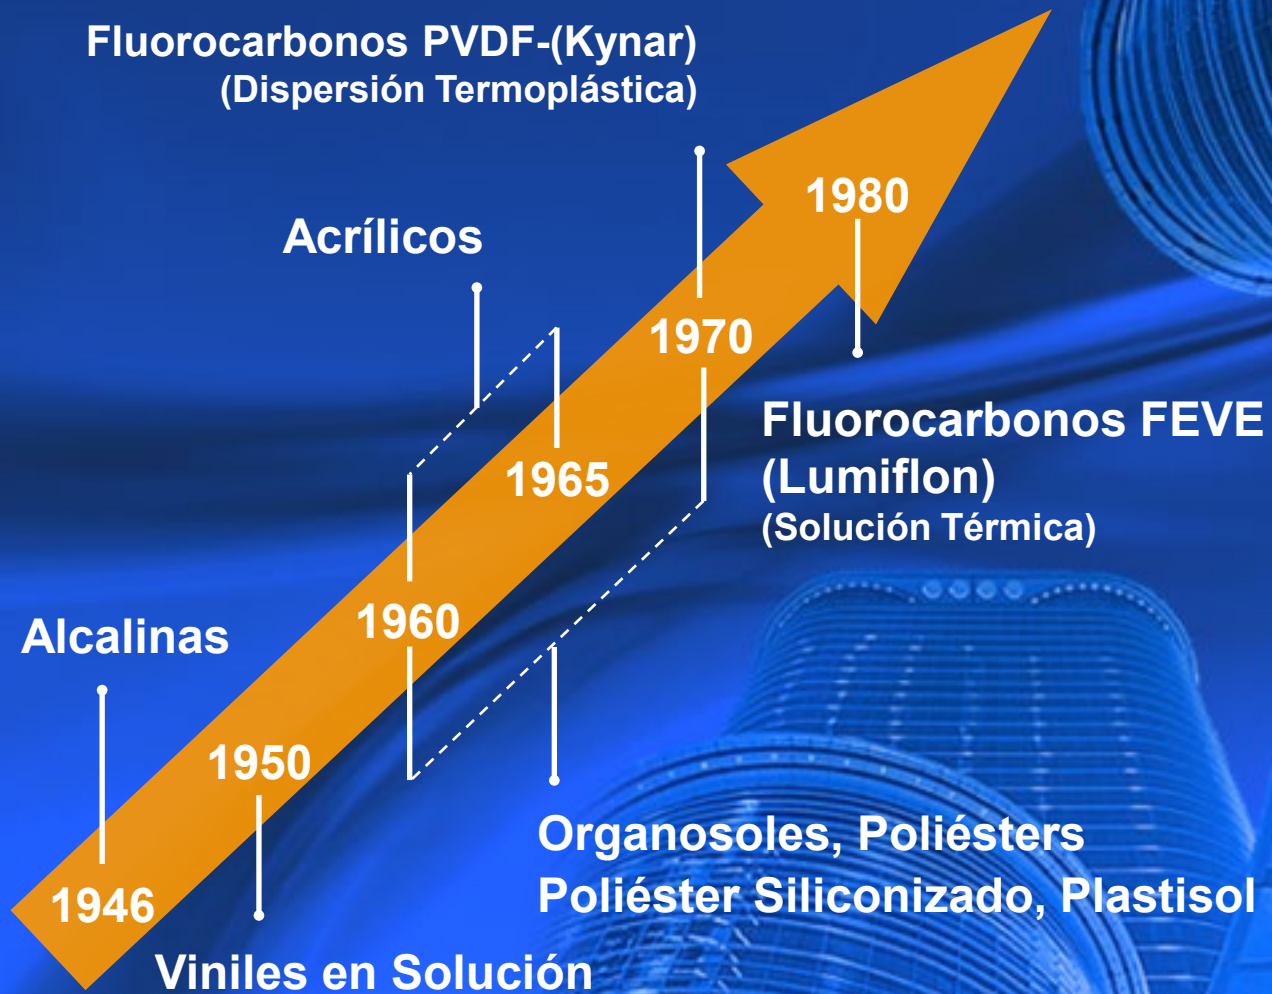 Fluorocarbonos PVDF-(Kynar)
(Dispersión Termoplástica)
1980
Acrílicos
1970
Fluorocarbonos FEVE
(Lumiflon)
(Solución Térmica)
1965
1960
Alcalinas
1950
Organosoles, Poliésters
Poliéster Siliconizado, Plastisol
1946
Viniles en Solución